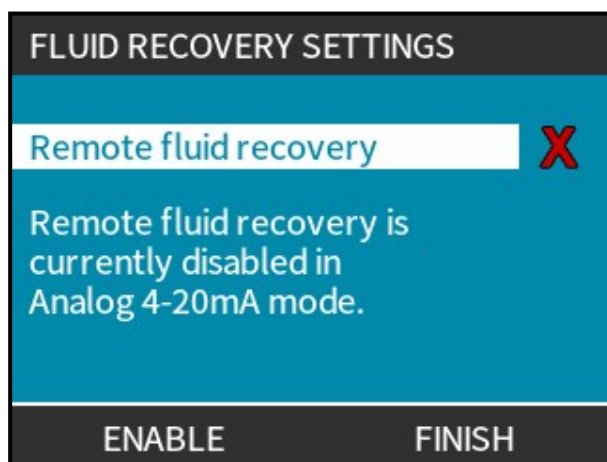 FLUID RECOVERY SETTINGS
Remote fluid recovery X
Remote fluid recovery is
currently disabled in
Analog 4-20mA mode.
ENABLE FINISH